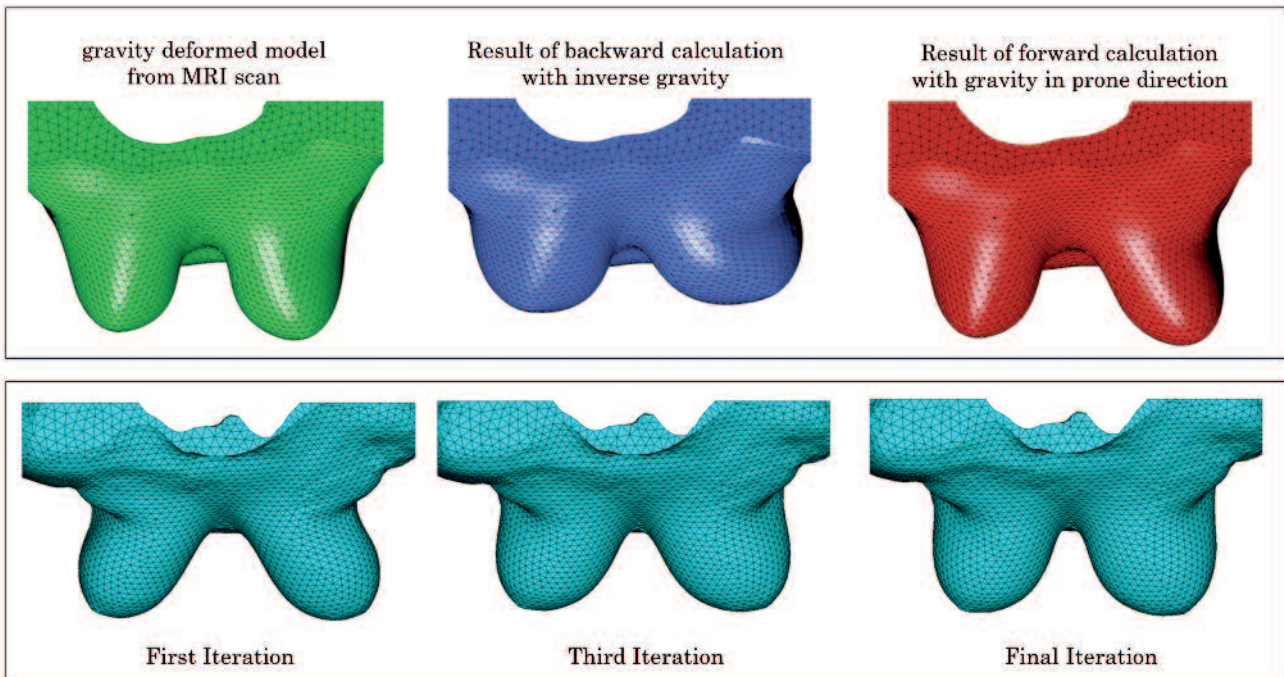 gravity deformed model
from MRI scan
Result of backward calculation
with inverse gravity
Result of forward calculation
with gravity in prone direction
First Iteration
Third Iteration
Final Iteration